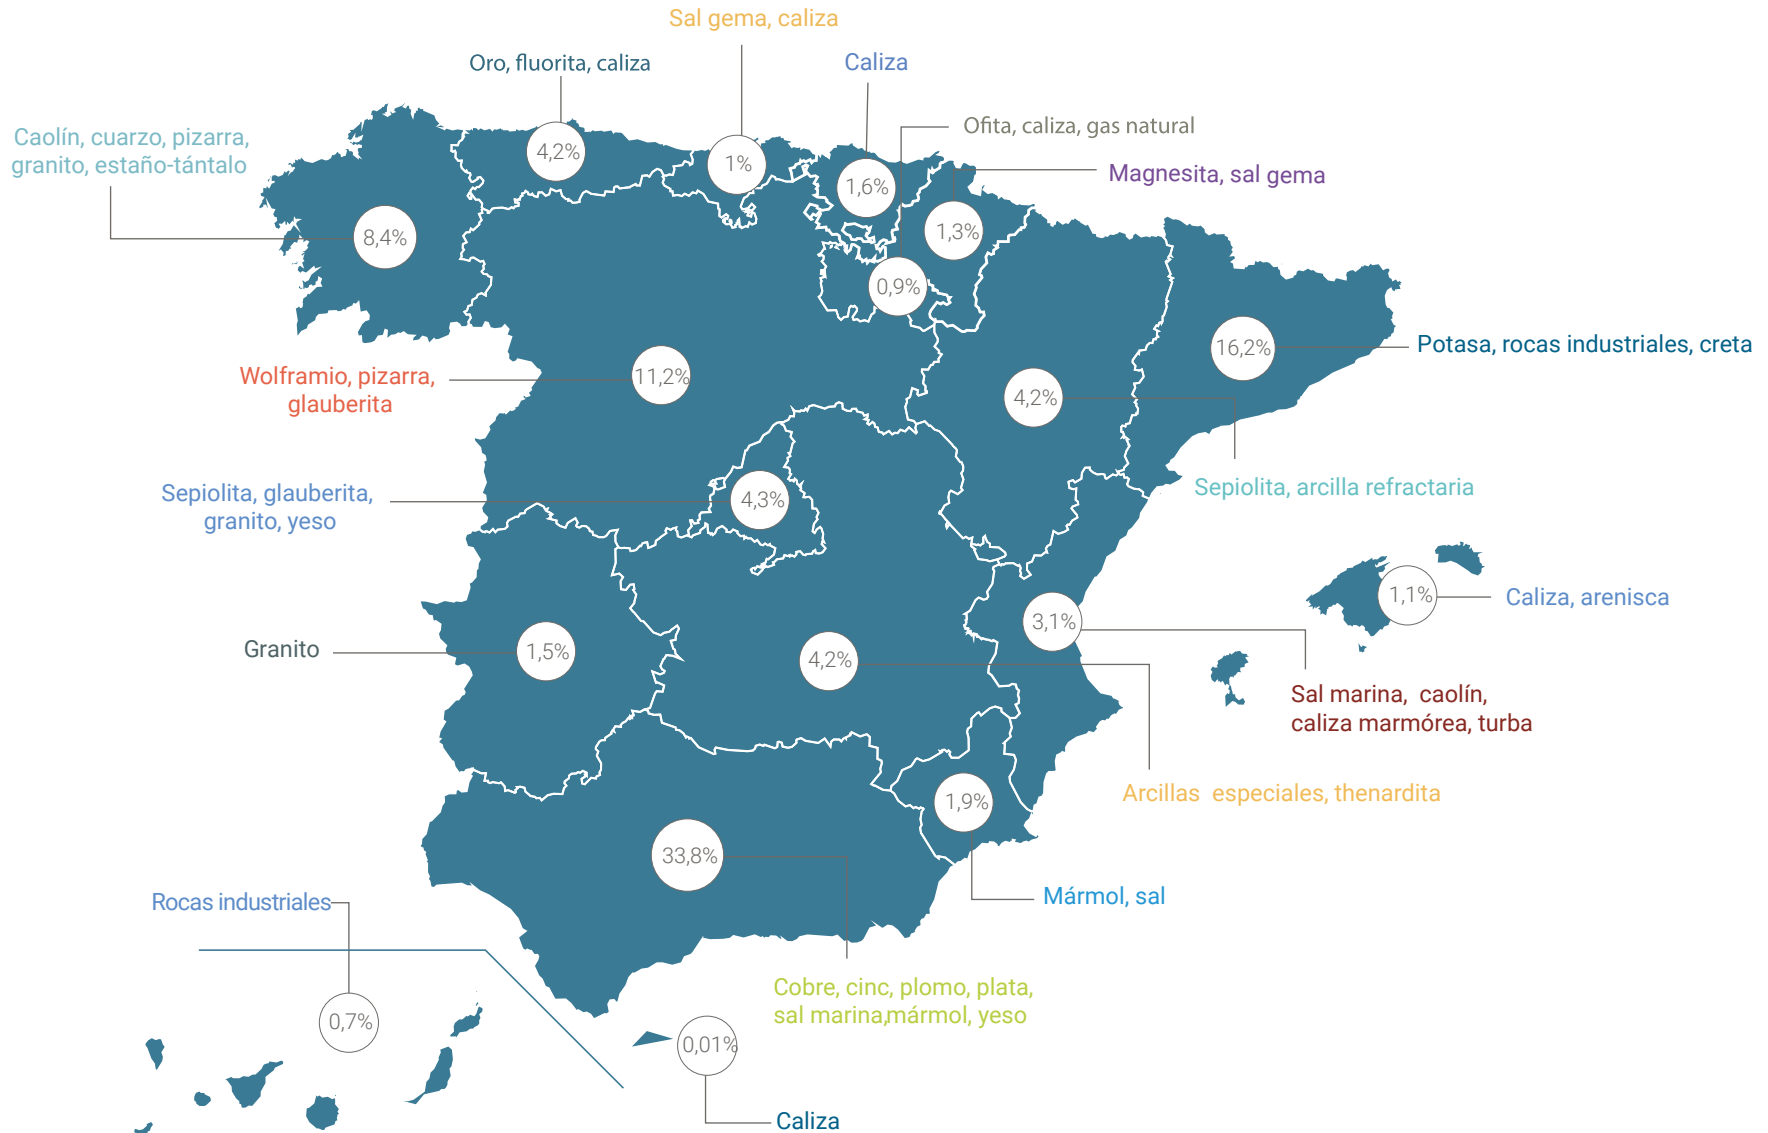 Sal gema, caliza
Oro, fluorita, caliza
Caliza
Ofita, caliza, gas natural
Caolín, cuarzo, pizarra,
granito, estaño-tántalo
Magnesita, sal gema
4,2%
1%
1,6%
1,3%
8,4%
0,9%
16,2%
Potasa, rocas industriales, creta
Wolframio, pizarra,
glauberita
11,2%
4,2%
Sepiolita, glauberita,
granito, yeso
4,3%
Sepiolita, arcilla refractaria
1,1%
Caliza, arenisca
3,1%
Granito
1,5%
4,2%
Sal marina, caolín,
caliza marmórea, turba
Arcillas especiales, thenardita
1,9%
33,8%
Mármol, sal
Rocas industriales
Cobre, cinc, plomo, plata,
sal marina,mármol, yeso
0,7%
0,01%
Caliza